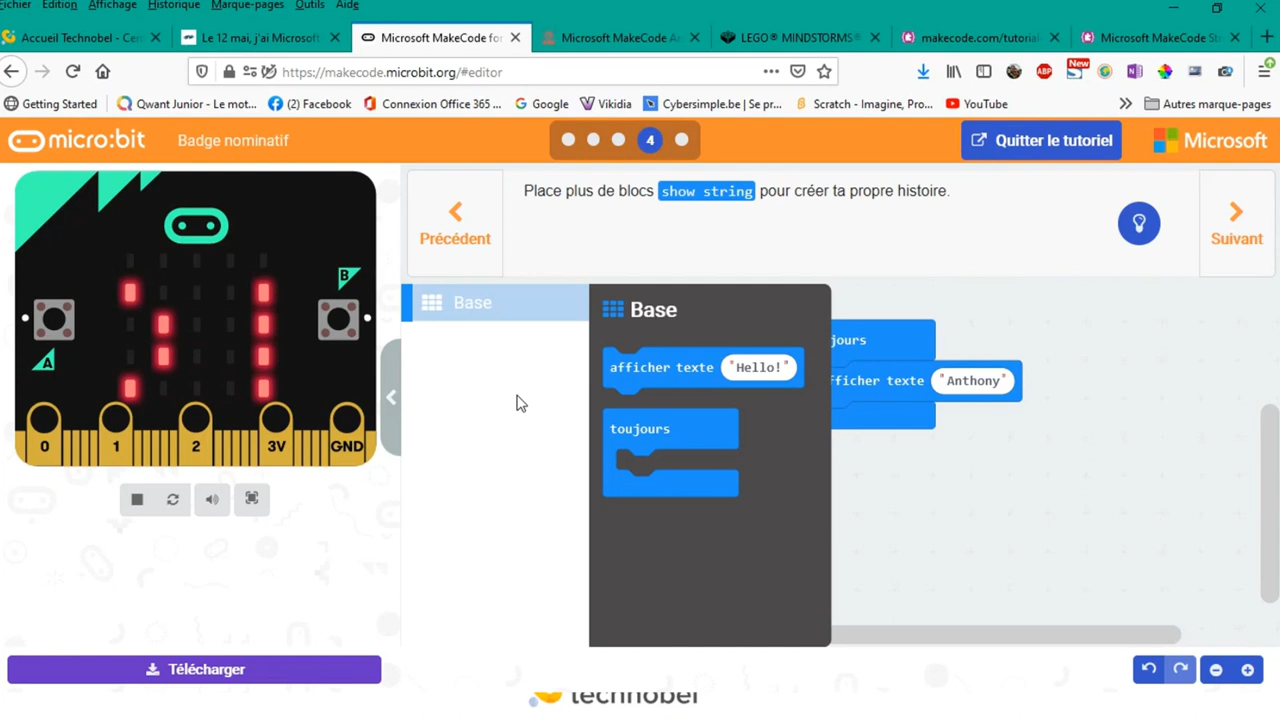 ichier Edition Affichage Historique Marque-pages Outils Aide
Accueil Technobel - Cen
Le 12 mai, j'ai Microsoft
Microsoft MakeCode for
Microsoft MakeCode Ar
LEGO® MINDSTORMS®
makecode.com/tutorial
Microsoft MakeCode Str
https://makecode.microbit.org/#editor
New
ABP
Getting Started
Qwant Junior - Le mot...
(2) Facebook
Connexion Office 365 ...
Google
Vikidia
Cybersimple.be | Se pr...
Scratch - Imagine, Pro...
YouTube
Autres marque-pages
micro:bit
Badge nominatif
4
Quitter le tutoriel
Microsoft
Place plus de blocs show string pour créer ta propre histoire.
Précédent
Suivant
A
B
0 1 2 3V GND
Base
Base
afficher texte "Hello!"
toujours
jours
fficher texte "Anthony"
Télécharger
technobel